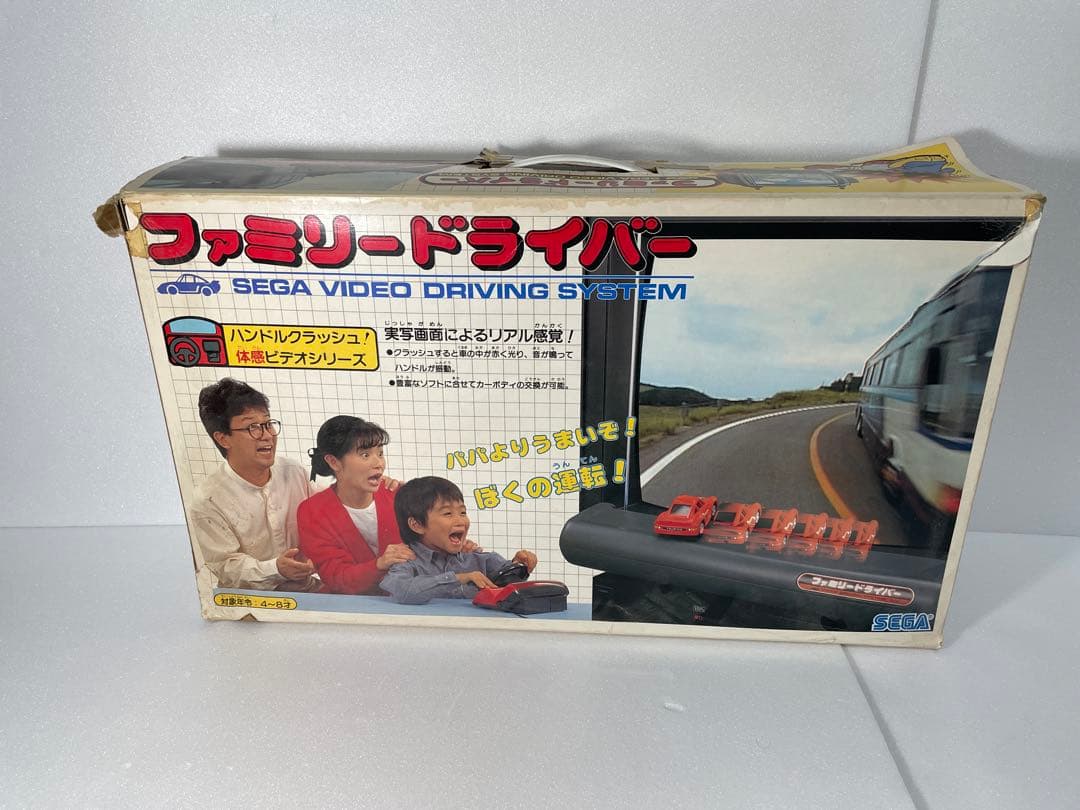 ファミリードライバー
SEGA VIDEO DRIVING SYSTEM
ハンドルクラッシュ!
体感ビデオシリーズ
実写画面によるリアル感覚!
●クラッシュすると車の中が赤く光り、音が鳴って
ハンドルが振動。
●豊富なソフトに合せてカーボディの交換が可能。
パパよりうまいぞ!
ぼくの運転!
ファミリードライバー
対象年令:4〜8才
SEGA